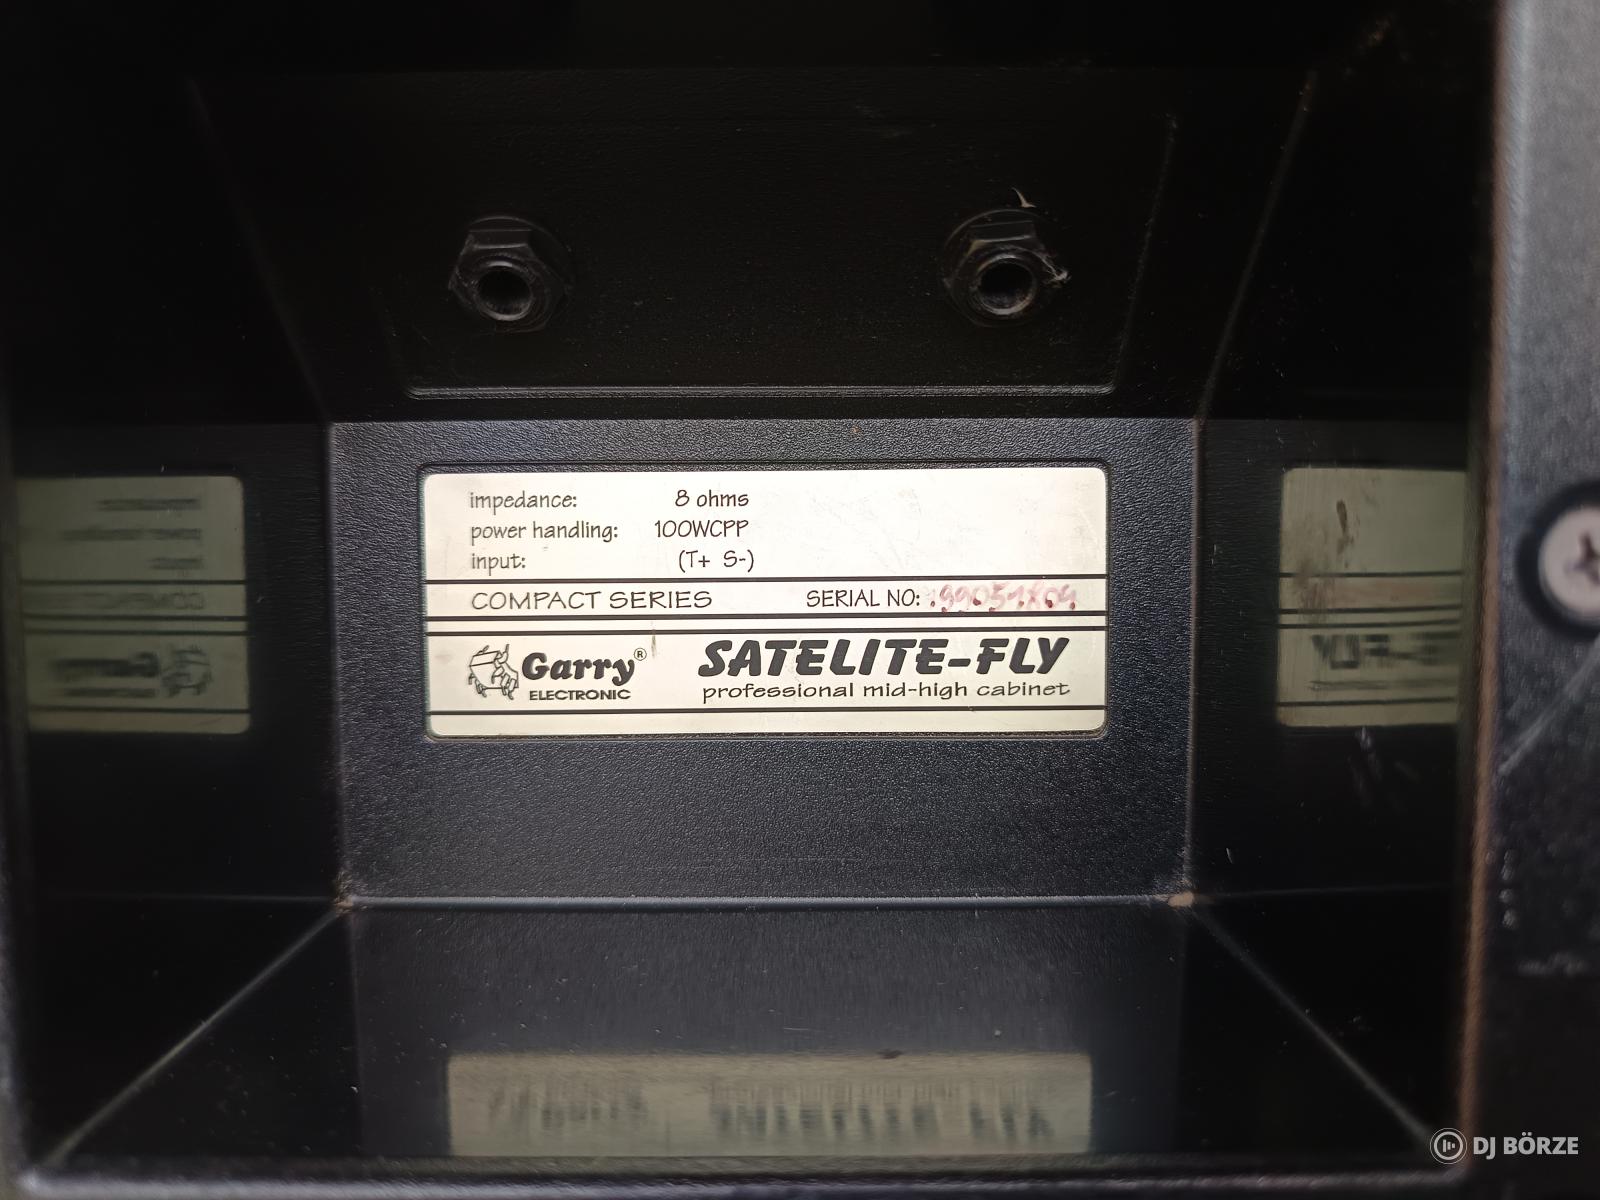 impedance: 8 ohms
power handling: 100WCPP
input: (T+ S-)
COMPACT SERIES SERIAL NO:
Garry® SATELITE-FLY
ELECTRONIC professional mid-high cabinet
DJ BÖRZE